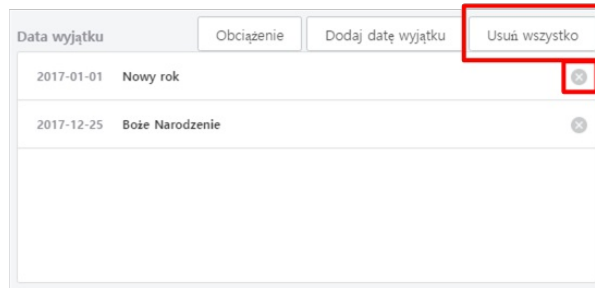 Data wyjątku Obciążenie Dodaj datę wyjątku Usuń wszystko
2017-01-01 Nowy rok
2017-12-25 Boże Narodzenie